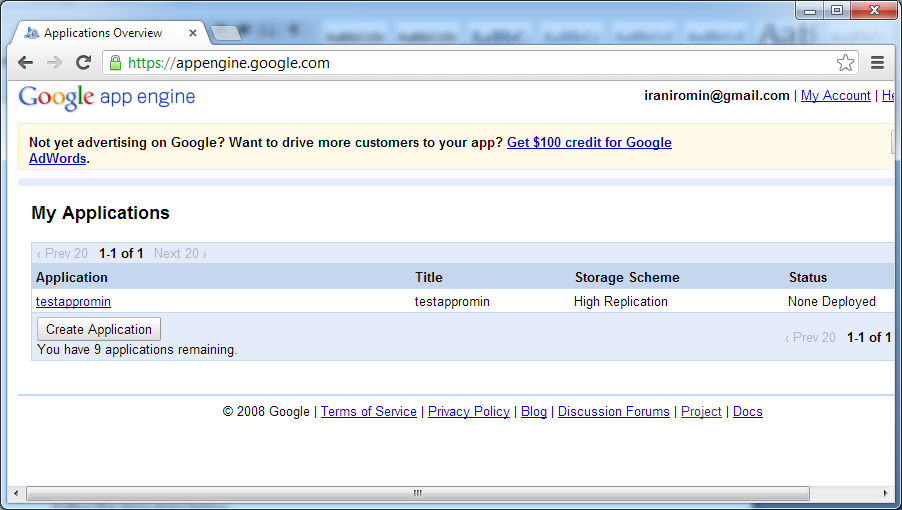 Applications Overview
https://appengine.google.com
Google app engine
iraniromin@gmail.com | My Account |
Not yet advertising on Google? Want to drive more customers to your app? Get $100 credit for Google
AdWords.
My Applications
‹ Prev 20 1-1 of 1 Next 20 ›
Application Title Storage Scheme Status
testappromin testappromin High Replication None Deployed
Create Application
You have 9 applications remaining.
‹ Prev 20 1-1 of 1
© 2008 Google | Terms of Service | Privacy Policy | Blog | Discussion Forums | Project | Docs